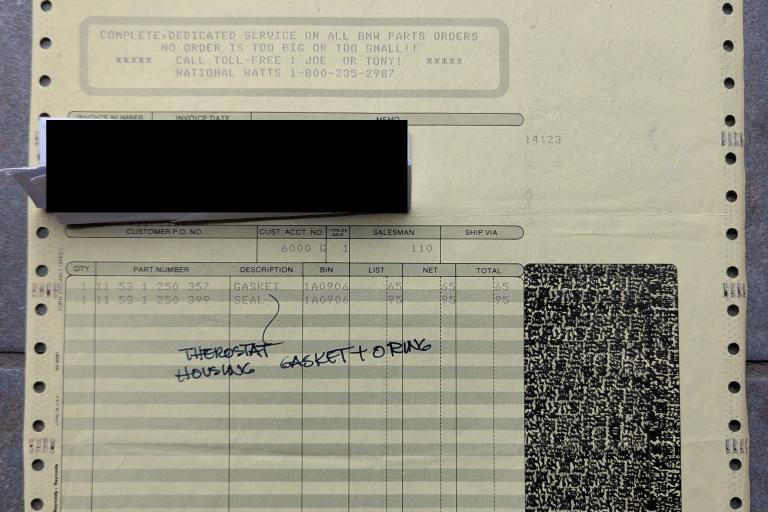 COMPLETE,DEDICATED SERVICE ON ALL BMW PARTS ORDERS
NO ORDER IS TOO BIG OR TOO SMALL!!
***** CALL TOLL-FREE : JOE OR TONY! *****
NATIONAL WATTS 1-800-235-2987
INVOICE NUMBER INVOICE DATE MEMO
14:23
CUSTOMER P.O. NO. CUST. ACCT. NO. TYPE OF SALE SALESMAN SHIP VIA
6000 G 1 110
QTY PART NUMBER DESCRIPTION BIN LIST NET TOTAL
1 11 53 1 250 357 GASKET 1A0906 65 65 65
1 11 53 1 250 399 SEAL 1A0906 95 95 95
THEROSTAT GASKET + O RING
HOUSING